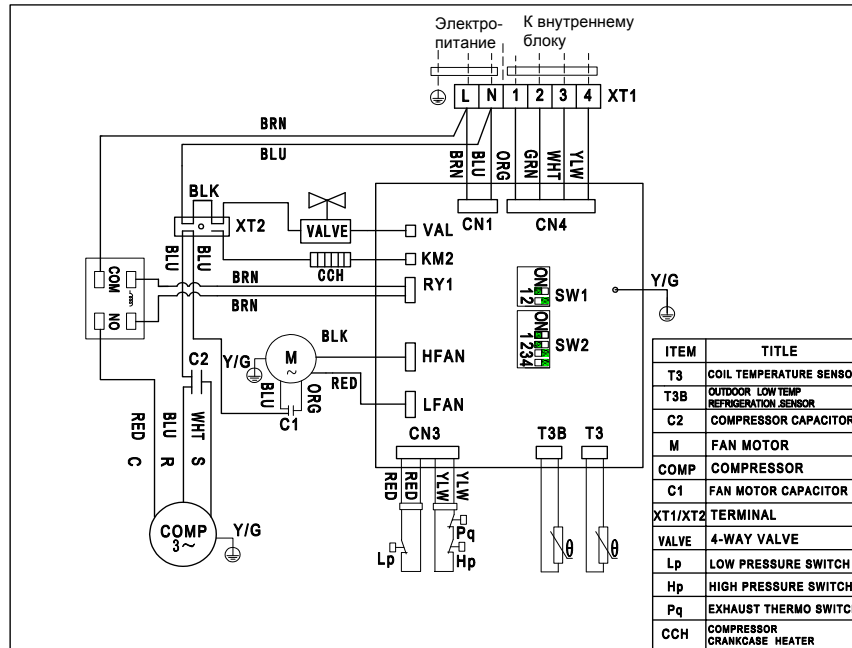 Электро-
питание
К внутреннему
блоку
L N 1 2 3 4 XT1
BRN
BLU
BRN BLU ORG GRN WHT YLW
BLK
XT2
VALVE
VAL
CN1
CN4
BLU BLU
CCH
KM2
COM
BRN
RY1
BRN
NO
ON
12
SW1
Y/G
ON
1234
SW2
BLK
HFAN
C2
Y/G
M
~
RED
LFAN
BLU
ORG
C1
RED C
BLU R
WHT S
CN3
T3B
T3
RED RED YLW YLW
COMP
3~
Y/G
Lp
Pq
Hp
θ
θ
ITEM TITLE
T3 COIL TEMPERATURE SENSO
T3B OUTDOOR LOW TEMP
REFRIGERATION .SENSOR
C2 COMPRESSOR CAPACITOR
M FAN MOTOR
COMP COMPRESSOR
C1 FAN MOTOR CAPACITOR
XT1/XT2 TERMINAL
VALVE 4-WAY VALVE
Lp LOW PRESSURE SWITCH
Hp HIGH PRESSURE SWITCH
Pq EXHAUST THERMO SWITC
CCH COMPRESSOR
CRANKCASE HEATER